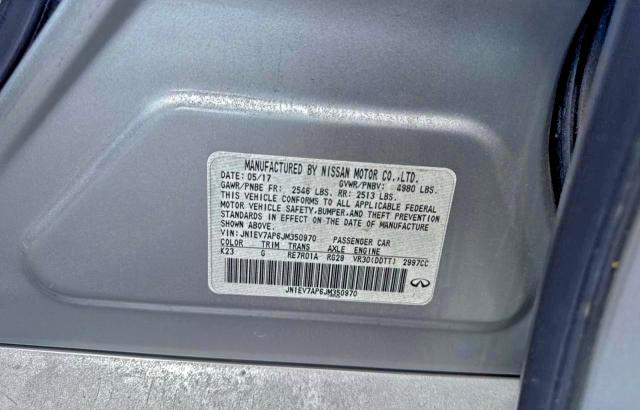 MANUFACTURED BY NISSAN MOTOR CO.,LTD.
DATE: 05/17 GVWR/PNBV: 4980 LBS.
GAWR/PNBE FR: 2546 LBS. RR: 2513 LBS.
THIS VEHICLE CONFORMS TO ALL APPLICABLE FEDERAL
MOTOR VEHICLE SAFETY,BUMPER,AND THEFT PREVENTION
STANDARDS IN EFFECT ON THE DATE OF MANUFACTURE
SHOWN ABOVE.
VIN:JN1EV7AP6JM350970 PASSENGER CAR
COLOR TRIM TRANS AXLE ENGINE
K23 G RE7R01A RG29 VR30(DDTT) 2997CC
JN1EV7AP6JM350970